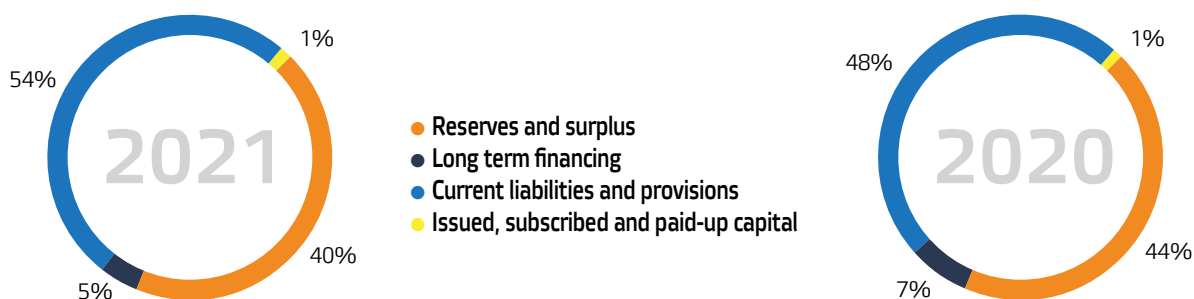 1%
54%
2021
40%
5%
Reserves and surplus
Long term financing
Current liabilities and provisions
Issued, subscribed and paid-up capital
1%
48%
2020
44%
7%